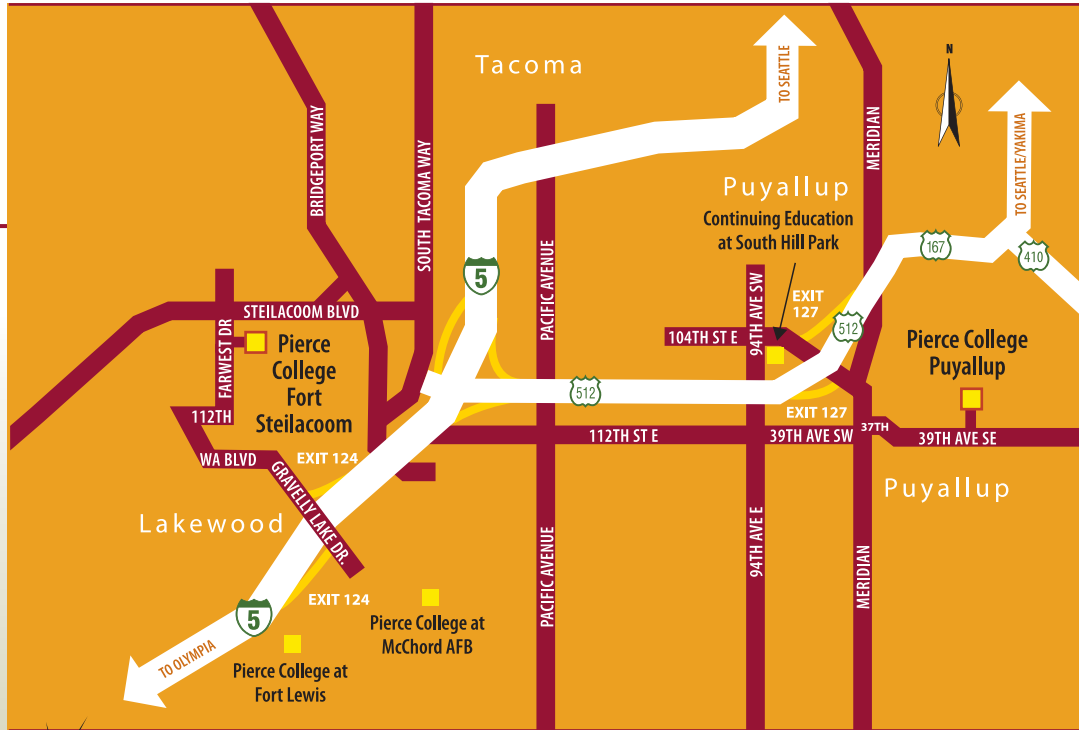 Tacoma
TO SEATTLE
N
BRIDGEPORT WAY
SOUTH TACOMA WAY
MERIDIAN
TO SEATTLE/YAKIMA
Puyallup
Continuing Education
at South Hill Park
167
410
5
PACIFIC AVENUE
94TH AVE SW
EXIT
127
STEILACOOM BLVD
FARWEST DR
Pierce
College
Fort
Steilacoom
104TH ST E
512
Pierce College
Puyallup
512
112TH
EXIT 127
37TH
112TH ST E
39TH AVE SW
39TH AVE SE
WA BLVD
EXIT 124
GRAVELLY LAKE DR.
Puyallup
Lakewood
PACIFIC AVENUE
94TH AVE E
MERIDIAN
EXIT 124
5
Pierce College at
McChord AFB
TO OLYMPIA
Pierce College at
Fort Lewis